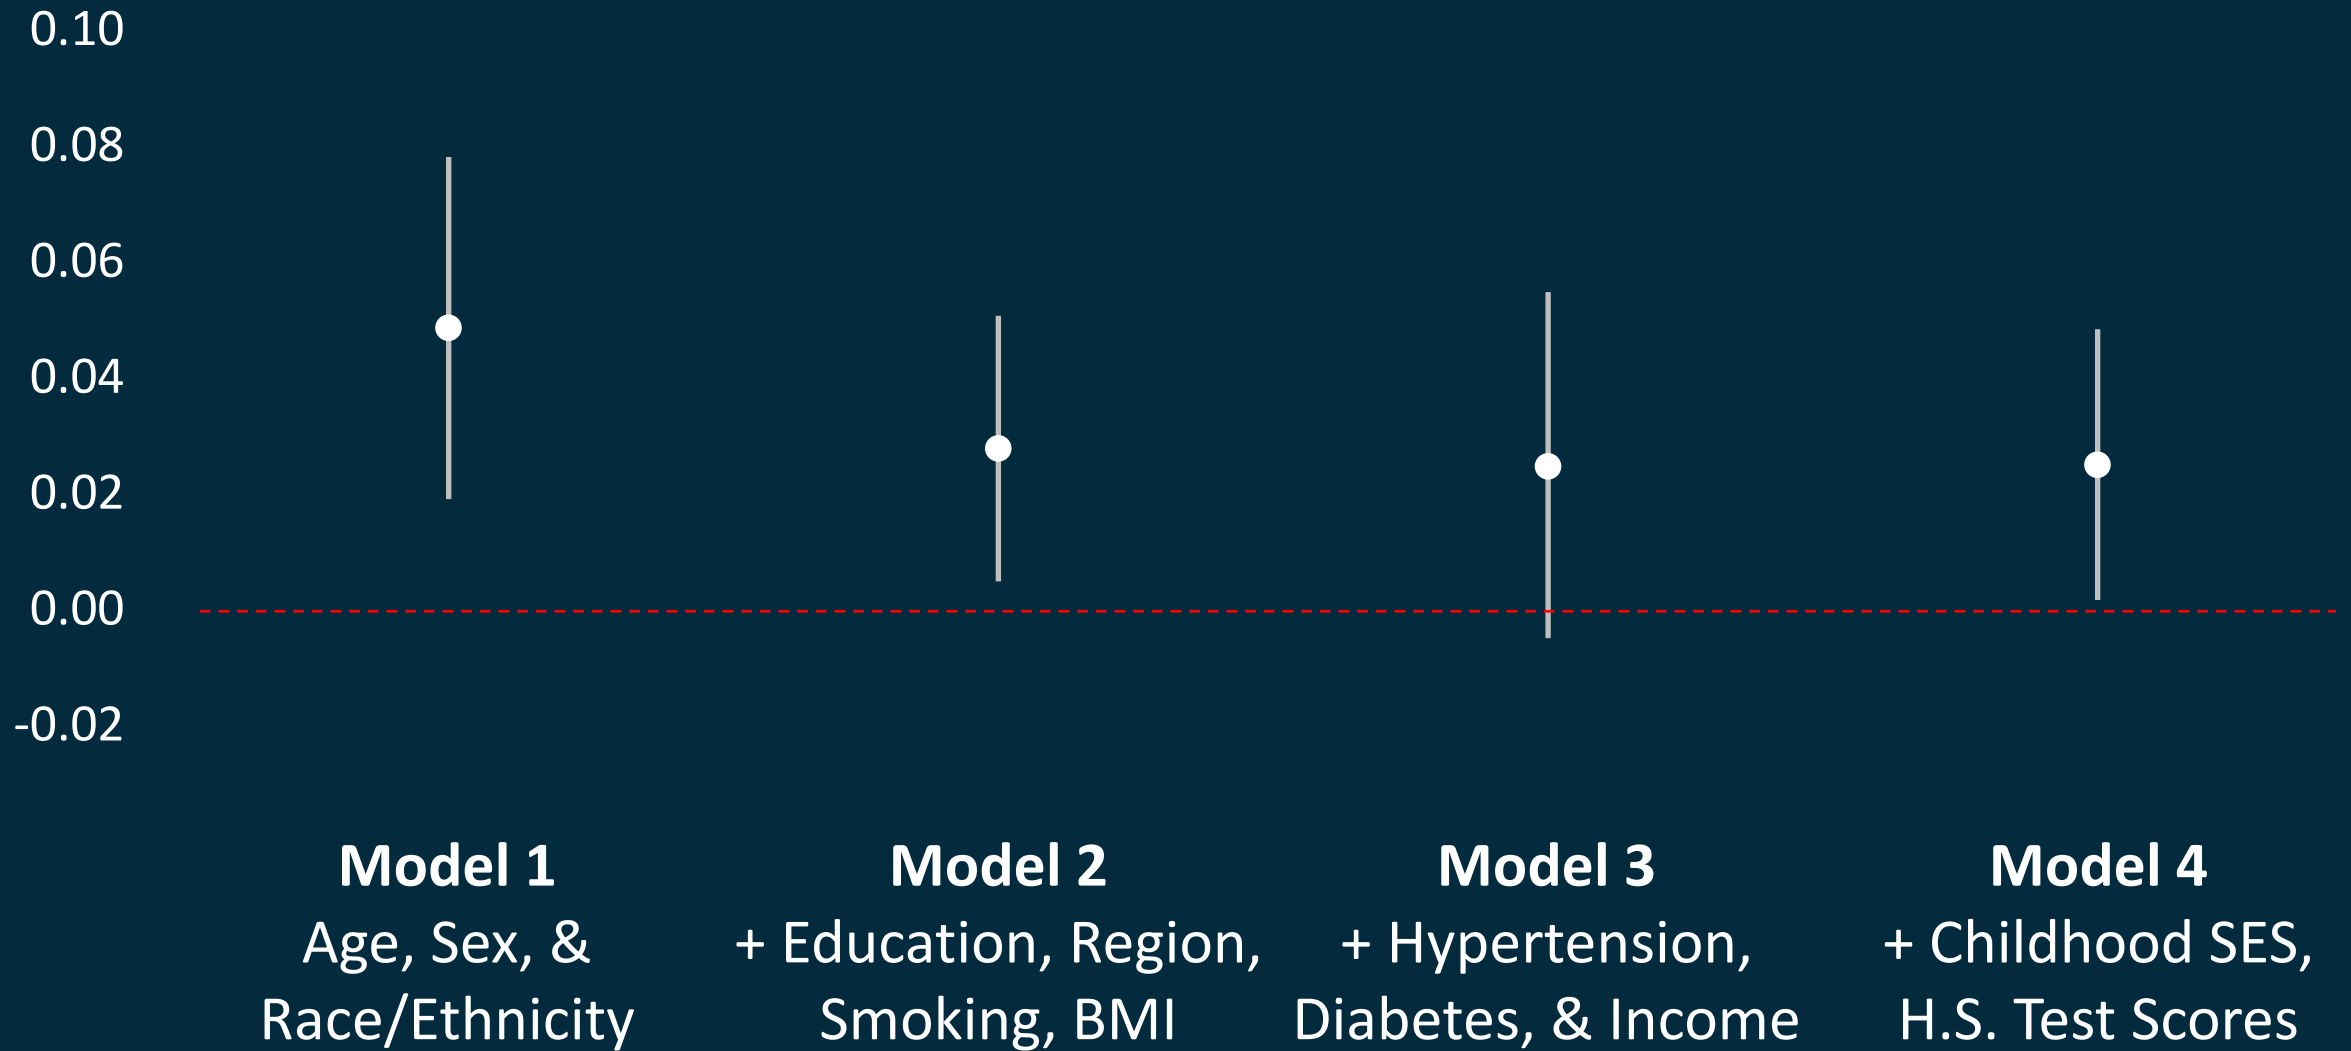 0.10
0.08
0.06
0.04
0.02
0.00
-0.02
Model 1
Age, Sex, &
Race/Ethnicity
Model 2
+ Education, Region,
Smoking, BMI
Model 3
+ Hypertension,
Diabetes, & Income
Model 4
+ Childhood SES,
H.S. Test Scores